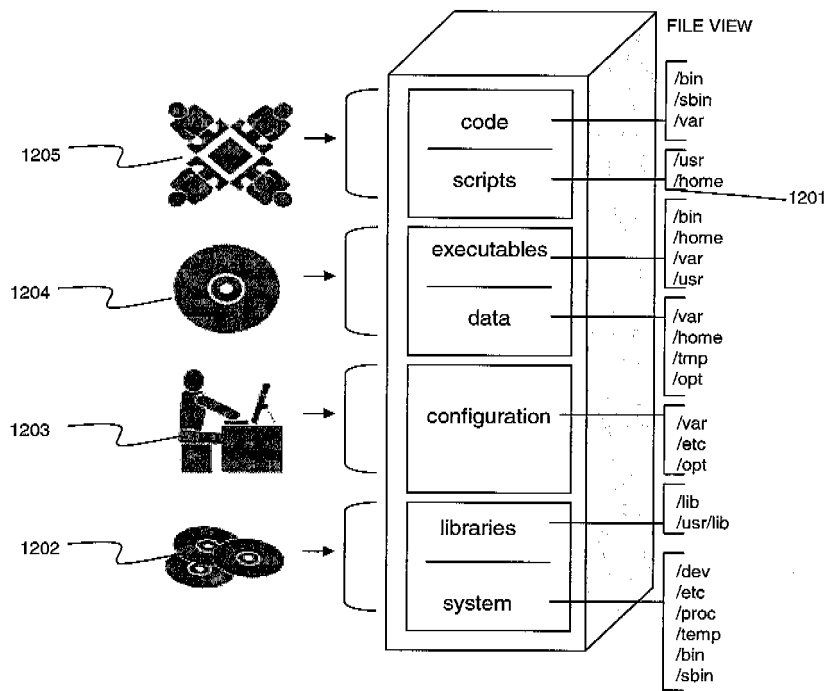 FILE VIEW
/bin
/sbin
/var
code
/usr
/home
scripts
1205
1201
/bin
/home
/var
/usr
executables
1204
data
/var
/home
/tmp
/opt
configuration
1203
/var
/etc
/opt
libraries
/lib
/usr/lib
1202
system
/dev
/etc
/proc
/temp
/bin
/sbin